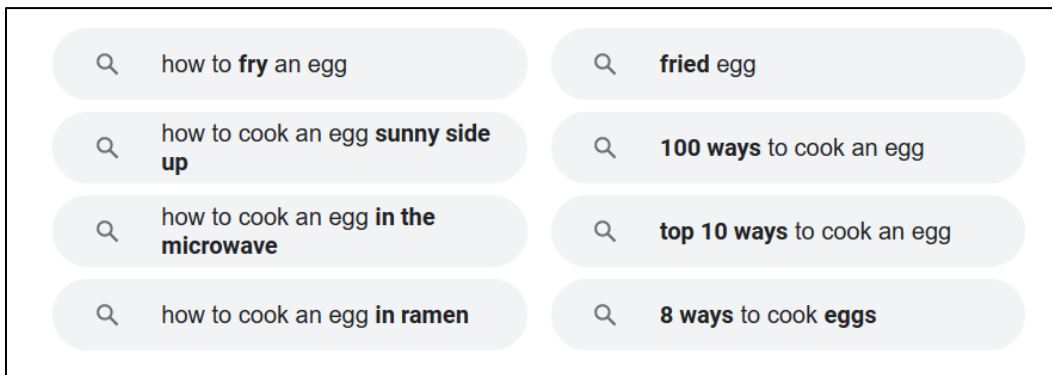 how to fry an egg
how to cook an egg sunny side
up
how to cook an egg in the
microwave
how to cook an egg in ramen
fried egg
100 ways to cook an egg
top 10 ways to cook an egg
8 ways to cook eggs